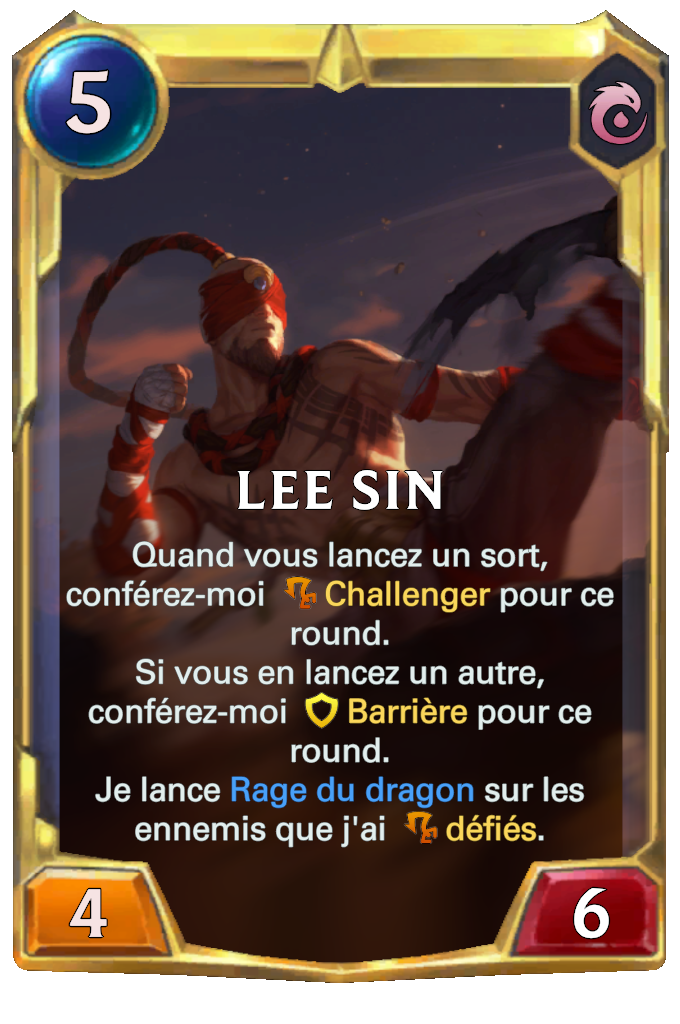 5
LEE SIN
Quand vous lancez un sort,
conférez-moi Challenger pour ce
round.
Si vous en lancez un autre,
conférez-moi Barrière pour ce
round.
Je lance Rage du dragon sur les
ennemis que j'ai défiés.
4
6